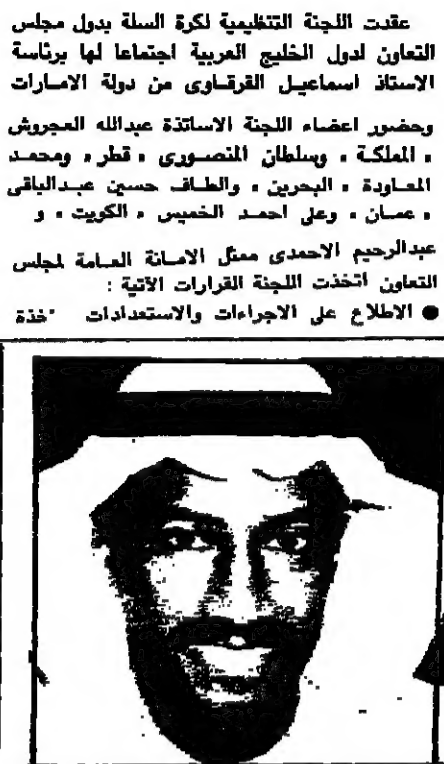 عقدت اللجنة التنظيمية لكرة السلة بدول مجلس
التعاون لدول الخليج العربية اجتماعا لها برئاسة
الاستاذ اسماعيل القرقاوى من دولة الامارات
وحضور اعضاء اللجنة الاساتذة عبدالله العجروش
« المملكة » وسلطان المنصورى « قطر » ومحمد
المعاودة « البحرين » والطاف حسين عبدالباقى
« عمان » وعلى احمد الخميس « الكويت » و
عبدالرحيم الاحمدى ممثل الامانة العامة لمجلس
التعاون اتخذت اللجنة القرارات الآتية :
● الاطلاع على الاجراءات والاستعدادات